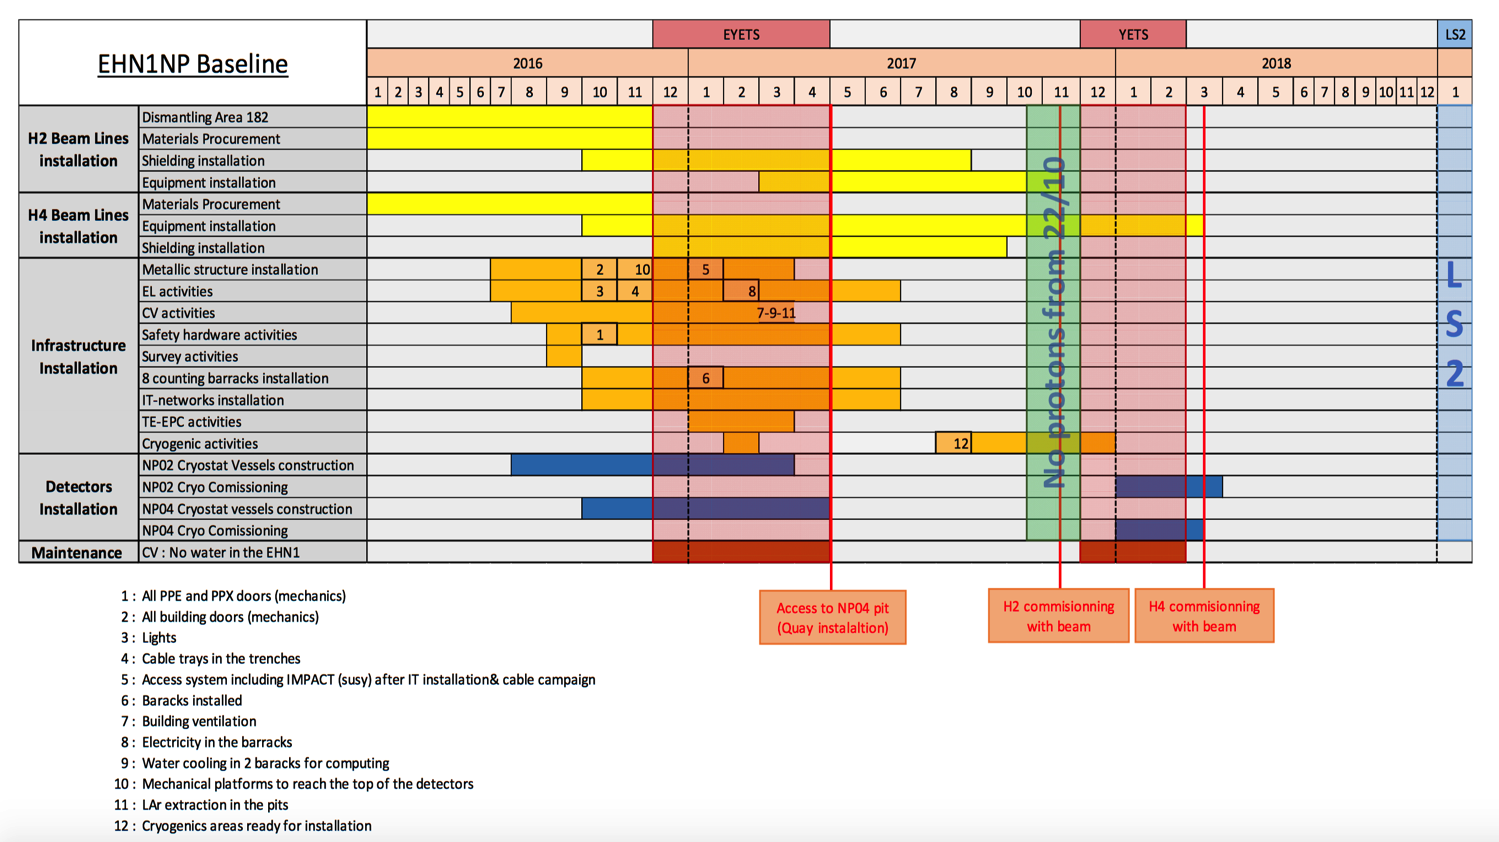 EYETS YETS LS2
EHN1NP Baseline
2016 2017 2018
1 2 3 4 5 6 7 8 9 10 11 12 1 2 3 4 5 6 7 8 9 10 11 12 1 2 3 4 5 6 7 8 9 10 11 12 1
H2 Beam Lines
installation
Dismantling Area 182
Materials Procurement
Shielding installation
Equipment installation
H4 Beam Lines
installation
Materials Procurement
Equipment installation
Shielding installation
Infrastructure
Installation
Metallic structure installation 2 10 5
EL activities 3 4 8
CV activities 7-9-11
Safety hardware activities 1
Survey activities
8 counting barracks installation 6
IT-networks installation
TE-EPC activities
Cryogenic activities 12
Detectors
Installation
NP02 Cryostat Vessels construction
NP02 Cryo Comissioning
NP04 Cryostat vessels construction
NP04 Cryo Comissioning
Maintenance CV : No water in the EHN1
No protons from 22/10
L
S
2
Access to NP04 pit
(Quay instalaltion)
H2 commisionning
with beam
H4 commisionning
with beam
1 : All PPE and PPX doors (mechanics)
2 : All building doors (mechanics)
3 : Lights
4 : Cable trays in the trenches
5 : Access system including IMPACT (susy) after IT installation& cable campaign
6 : Baracks installed
7 : Building ventilation
8 : Electricity in the barracks
9 : Water cooling in 2 baracks for computing
10 : Mechanical platforms to reach the top of the detectors
11 : LAr extraction in the pits
12 : Cryogenics areas ready for installation